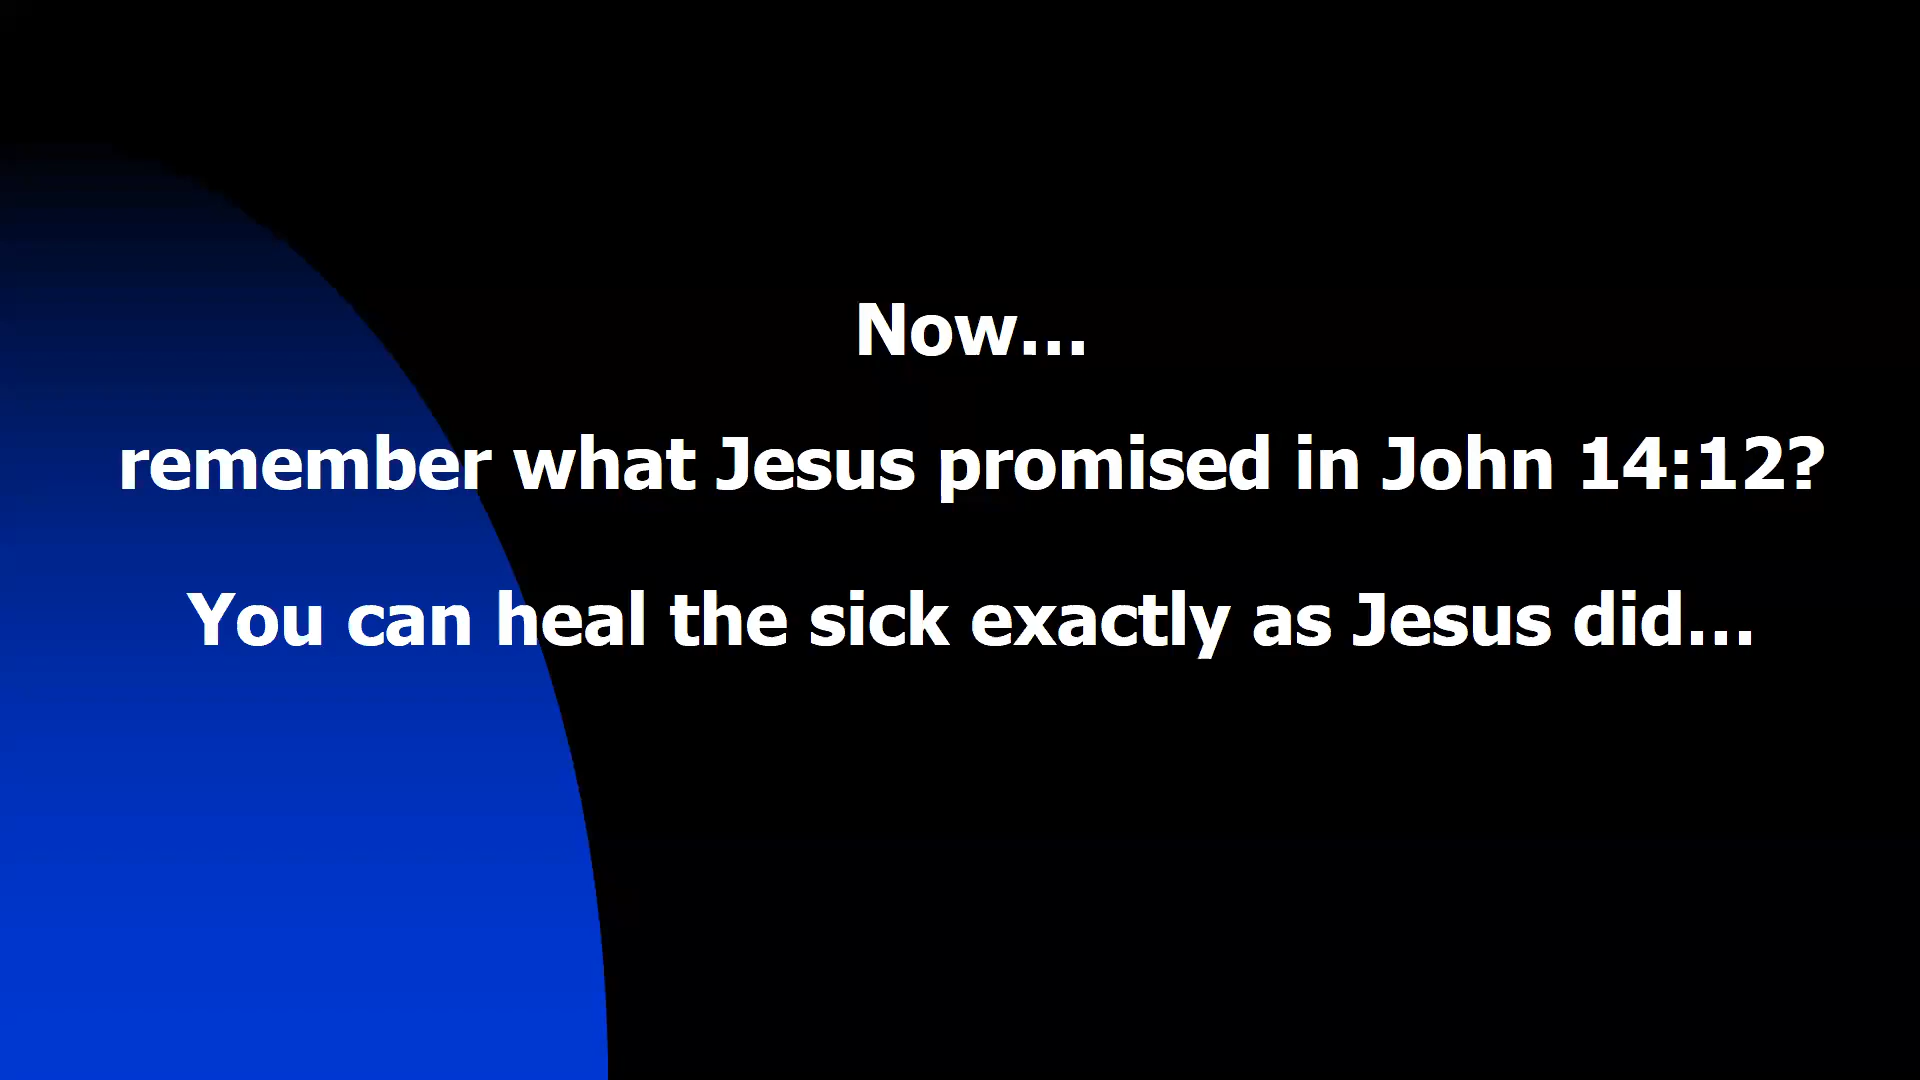 Now...
remember what Jesus promised in John 14:12?
You can heal the sick exactly as Jesus did...